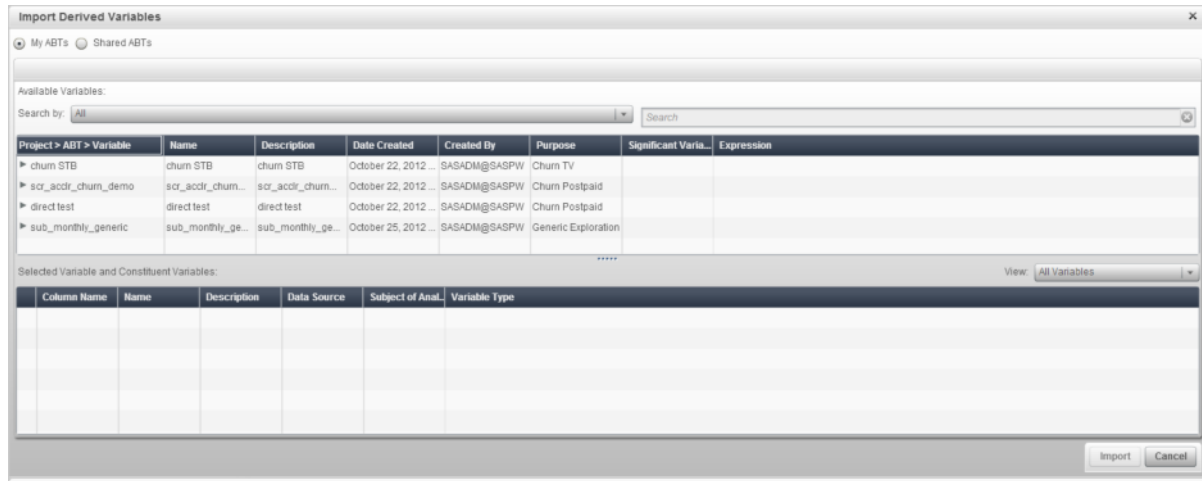 Import Derived Variables
My ABTs Shared ABTs
Available Variables:
Search by: All Search
Project > ABT > Variable Name Description Date Created Created By Purpose Significant Varia... Expression
churn STB churn STB churn STB October 22, 2012 ... SASADM@SASPW Churn TV
scr_acclr_churn_demo scr_acclr_churn... scr_acclr_churn... October 22, 2012 ... SASADM@SASPW Churn Postpaid
direct test direct test direct test October 22, 2012 ... SASADM@SASPW Churn Postpaid
sub_monthly_generic sub_monthly_ge... sub_monthly_ge... October 25, 2012 ... SASADM@SASPW Generic Exploration
Selected Variable and Constituent Variables: View: All Variables
Column Name Name Description Data Source Subject of Anal... Variable Type
Import Cancel